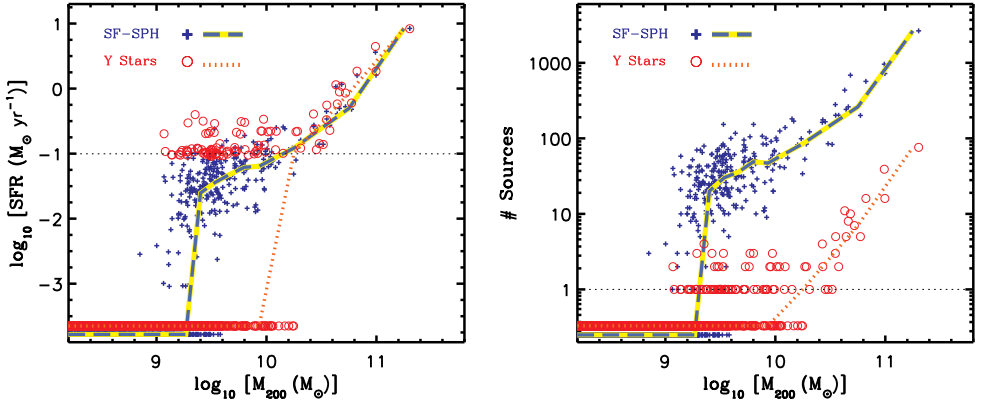 SF-SPH
Y Stars
log10 [SFR (M⊙ yr−1)]
1
0
−1
−2
−3
9
10
11
log10 [M200 (M⊙)]
SF-SPH
Y Stars
# Sources
1000
100
10
1
9
10
11
log10 [M200 (M⊙)]